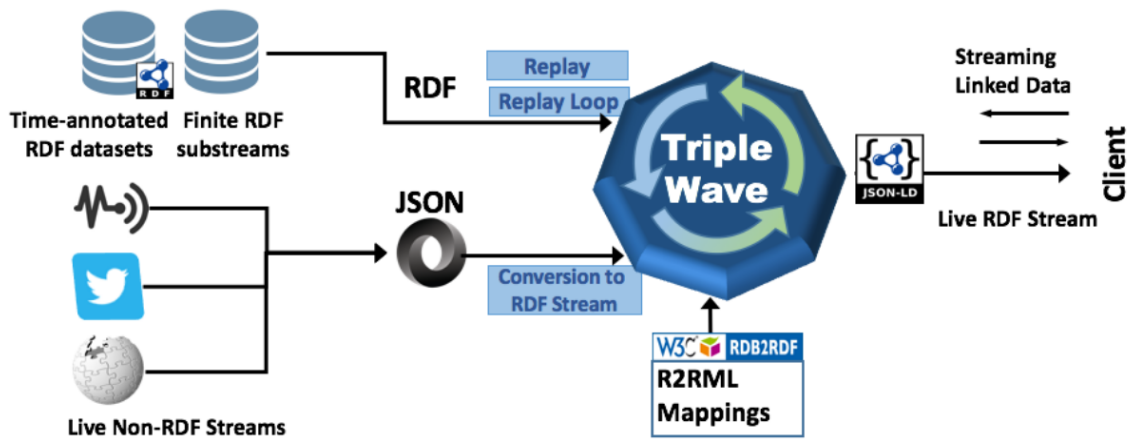 RDF
Time-annotated
RDF datasets
Finite RDF
substreams
RDF
Replay
Replay Loop
JSON
Conversion to
RDF Stream
Live Non-RDF Streams
Triple
Wave
W3C
RDB2RDF
R2RML
Mappings
{ }
JSON-LD
Streaming
Linked Data
Live RDF Stream
Client